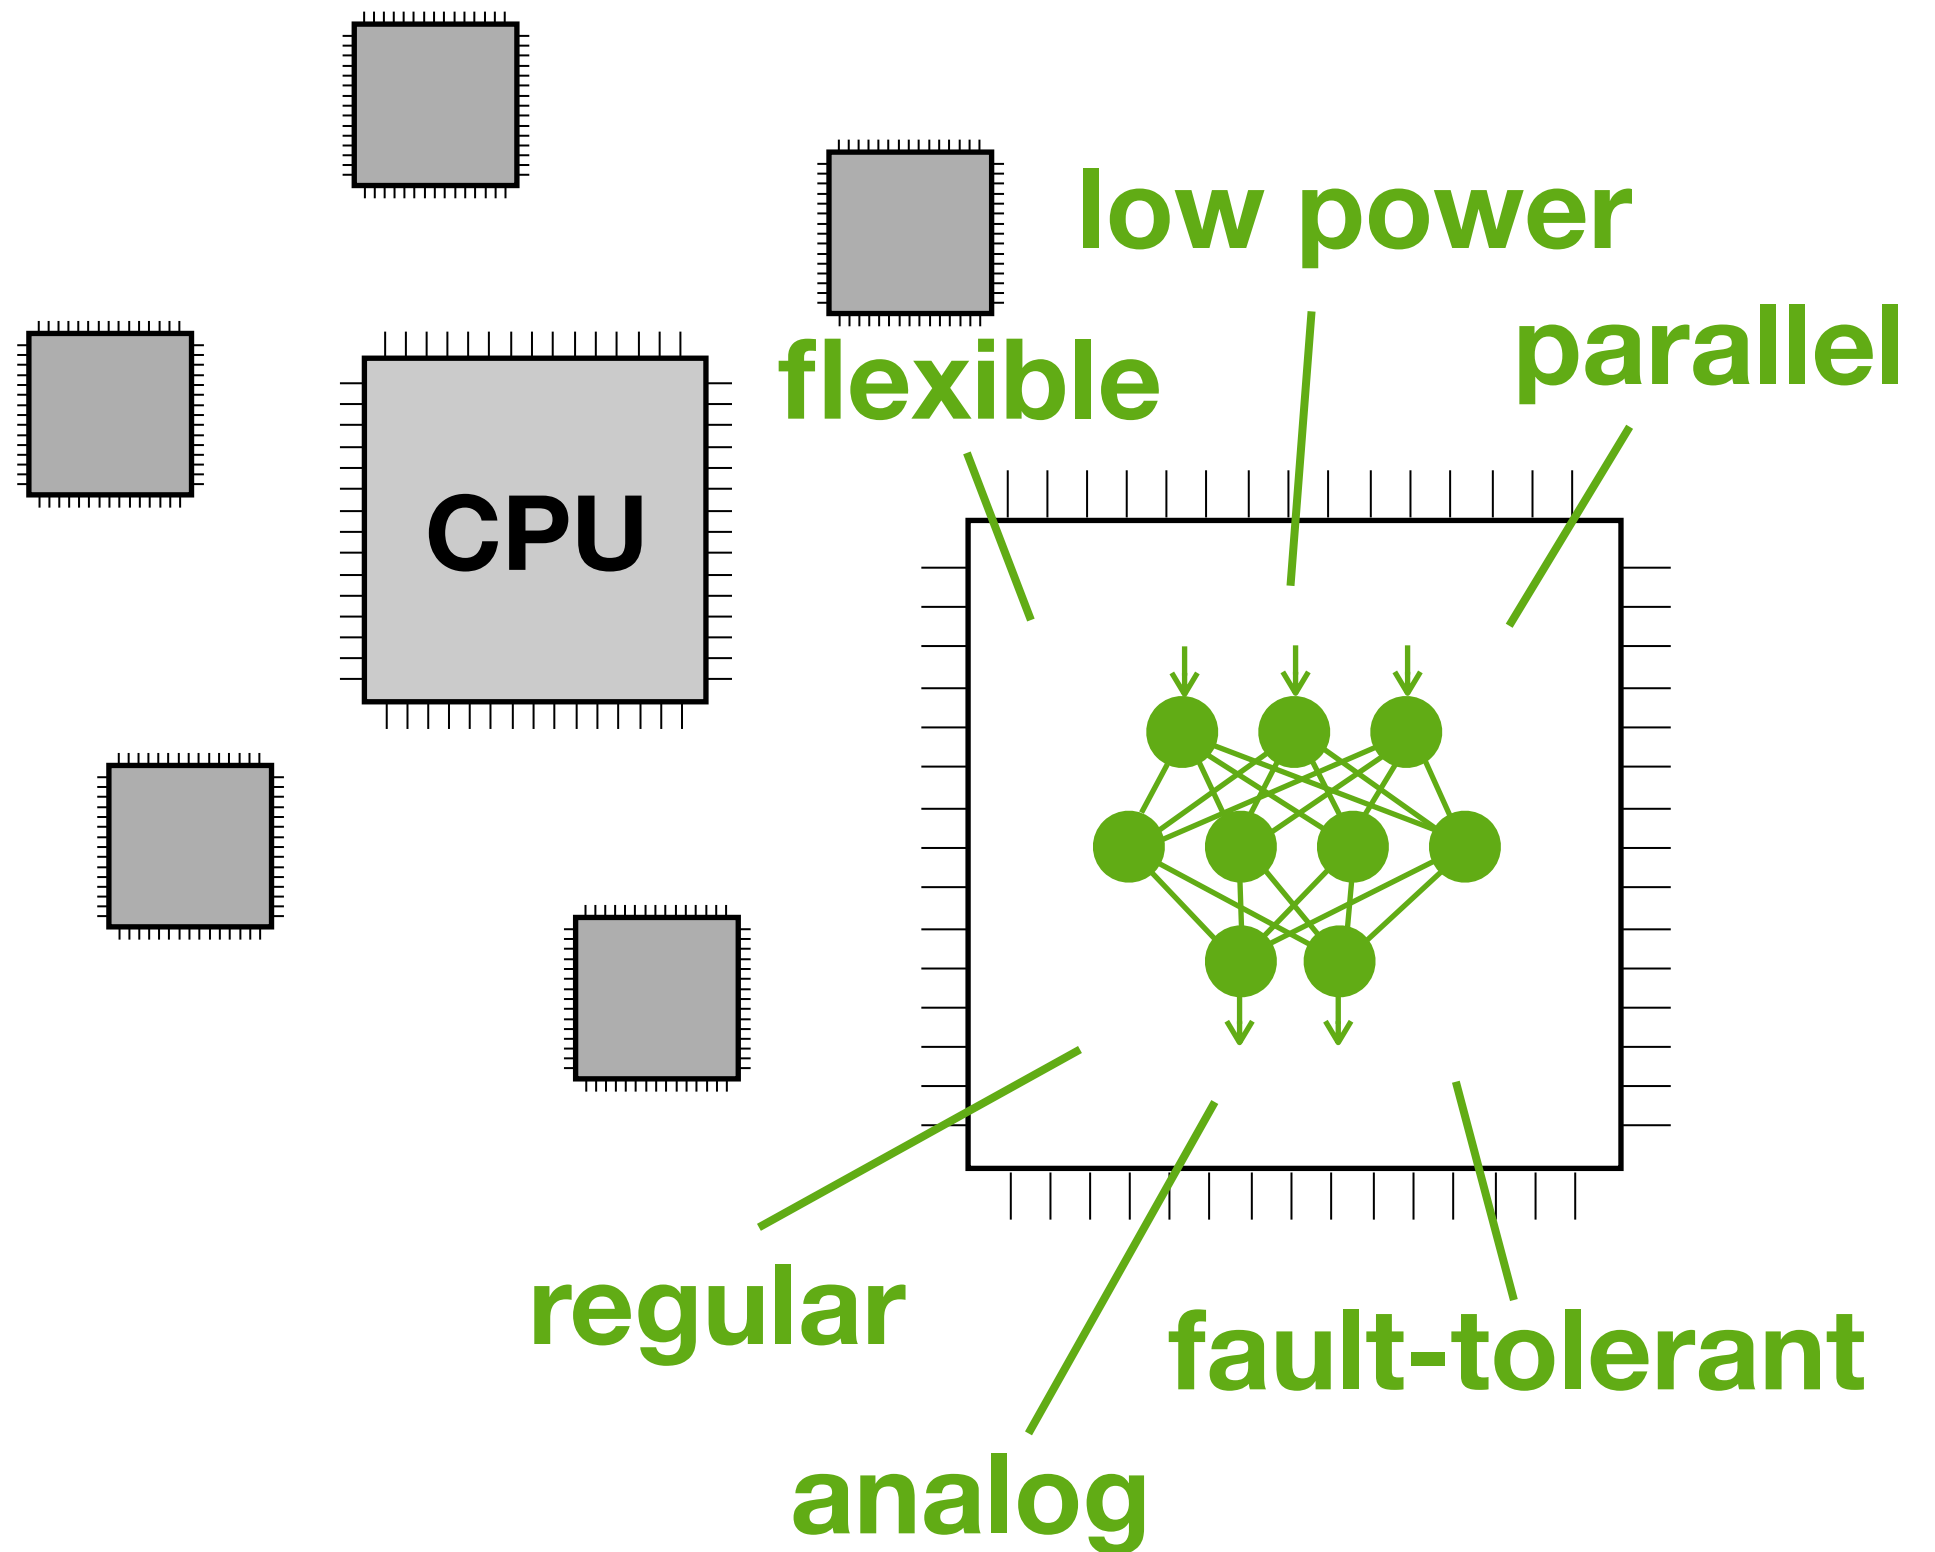 low power
parallel
flexible
CPU
regular
fault-tolerant
analog